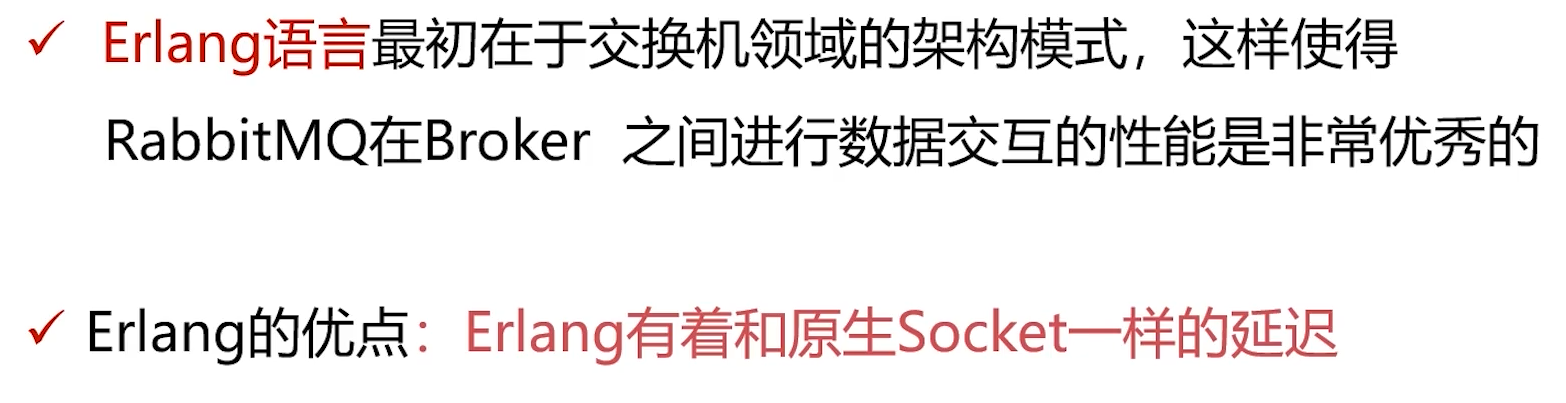 ✓ Erlang语言最初在于交换机领域的架构模式，这样使得
RabbitMQ在Broker 之间进行数据交互的性能是非常优秀的
✓ Erlang的优点：Erlang有着和原生Socket一样的延迟